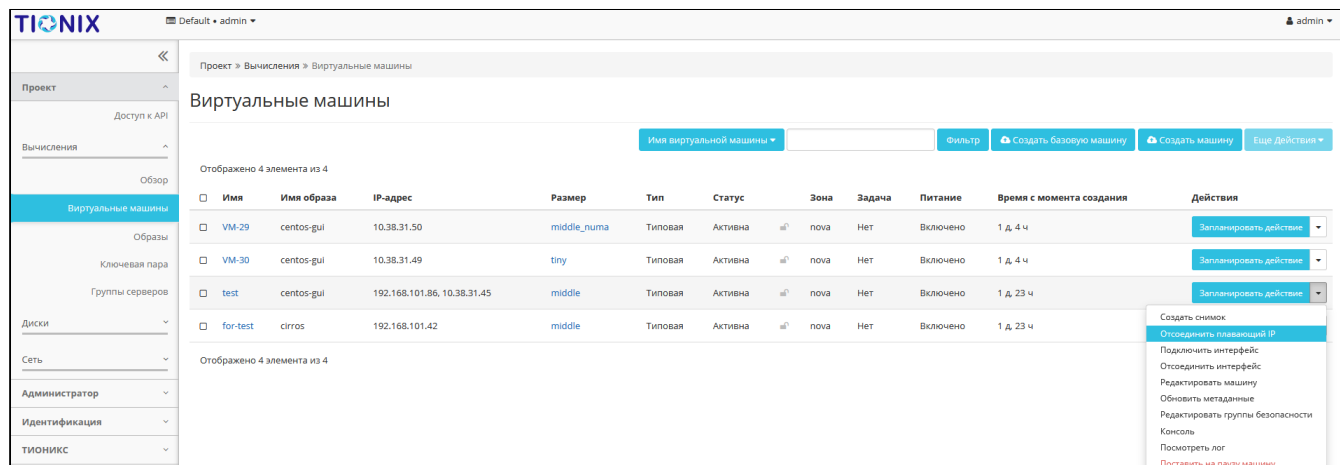 TIONIX
Default • admin
admin
Проект » Вычисления » Виртуальные машины
Проект
Доступ к API
Вычисления
Обзор
Виртуальные машины
Образы
Ключевая пара
Группы серверов
Диски
Сеть
Администратор
Идентификация
ТИОНИКС
Виртуальные машины
Имя виртуальной машины Фильтр Создать базовую машину Создать машину Еще Действия
Отображено 4 элемента из 4
Имя Имя образа IP-адрес Размер Тип Статус Зона Задача Питание Время с момента создания Действия
VM-29 centos-gui 10.38.31.50 middle_numa Типовая Активна nova Нет Включено 1 д, 4 ч Запланировать действие
VM-30 centos-gui 10.38.31.49 tiny Типовая Активна nova Нет Включено 1 д, 4 ч Запланировать действие
test centos-gui 192.168.101.86, 10.38.31.45 middle Типовая Активна nova Нет Включено 1 д, 23 ч Запланировать действие
for-test cirros 192.168.101.42 middle Типовая Активна nova Нет Включено 1 д, 23 ч
Отображено 4 элемента из 4
Создать снимок
Отсоединить плавающий IP
Подключить интерфейс
Отсоединить интерфейс
Редактировать машину
Обновить метаданные
Редактировать группы безопасности
Консоль
Посмотреть лог
Поставить на паузу машину